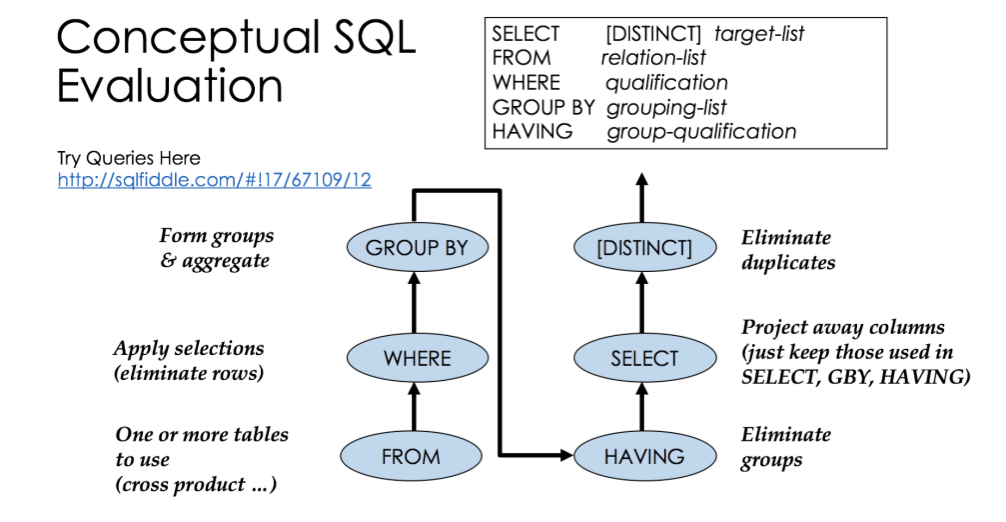 Conceptual SQL
Evaluation
SELECT [DISTINCT] target-list
FROM relation-list
WHERE qualification
GROUP BY grouping-list
HAVING group-qualification
Try Queries Here
http://sqlfiddle.com/#!17/67109/12
Form groups
& aggregate
GROUP BY
[DISTINCT]
Eliminate
duplicates
Apply selections
(eliminate rows)
WHERE
SELECT
Project away columns
(just keep those used in
SELECT, GBY, HAVING)
One or more tables
to use
(cross product ...)
FROM
HAVING
Eliminate
groups